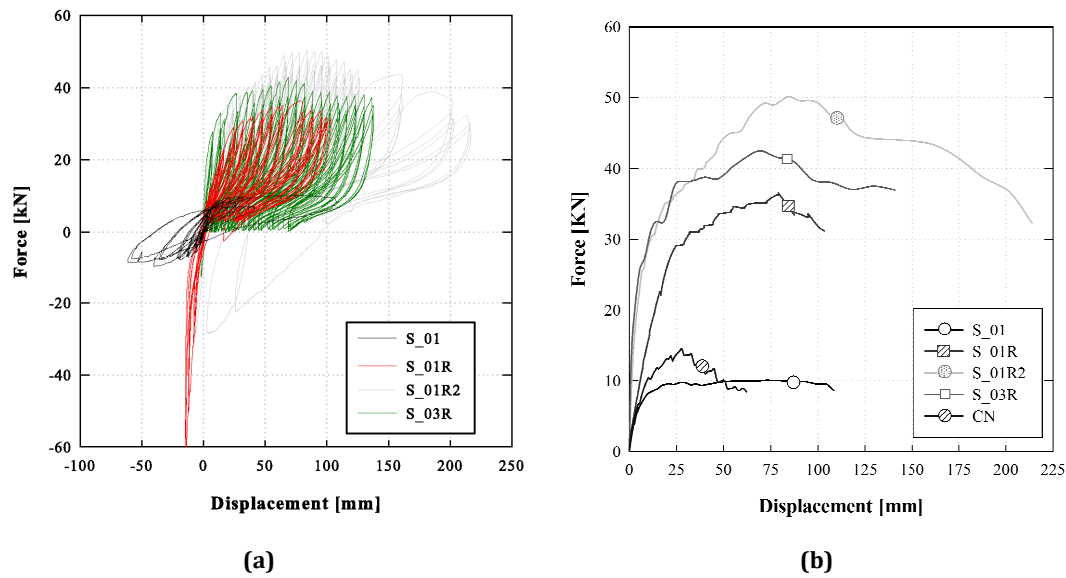 60
40
20
0
-20
-40
-60
-100
-50
0
50
100
150
200
250
Force [kN]
Displacement [mm]
S_01
S_01R
S_01R2
S_03R
(a)
60
50
40
30
20
10
0
0
25
50
75
100
125
150
175
200
225
Force [KN]
Displacement [mm]
S_01
S_01R
S_01R2
S_03R
CN
(b)